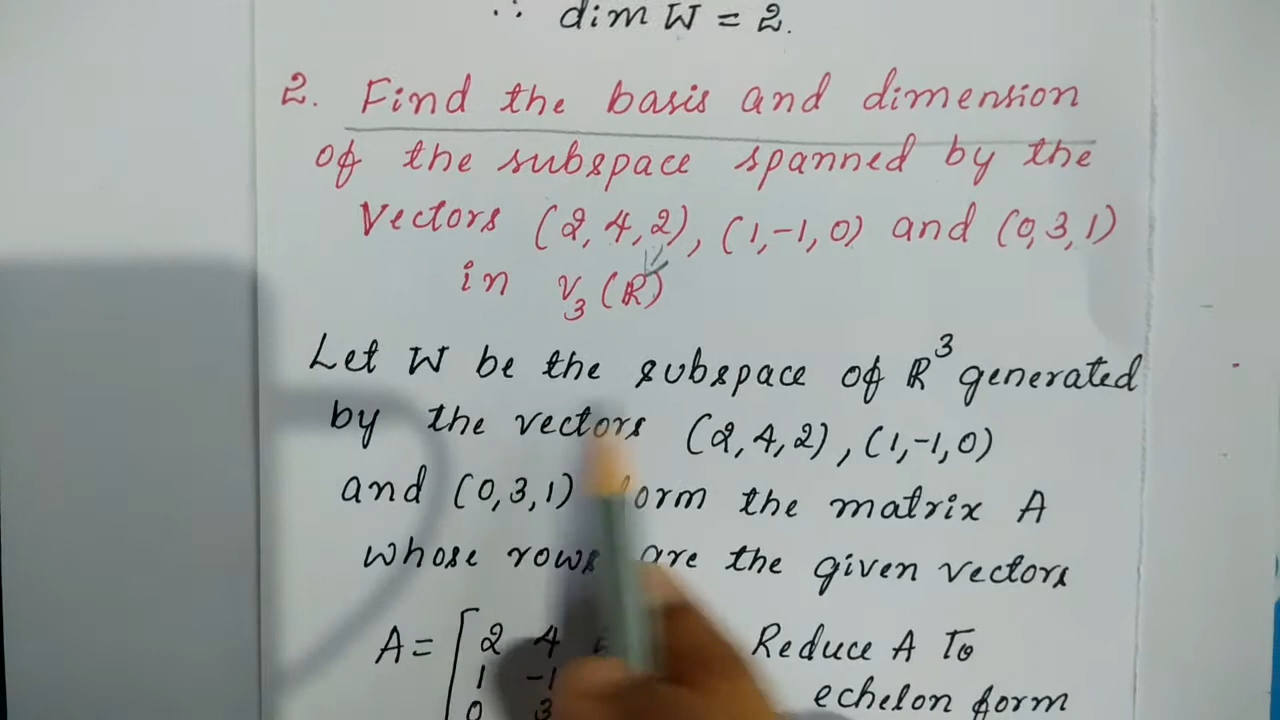 ∴ dim W = 2.
2. Find the basis and dimension
of the subspace spanned by the
Vectors (2, 4, 2), (1, -1, 0) and (0, 3, 1)
in V₃ (R)
Let W be the subspace of R³ generated
by the vectors (2, 4, 2), (1, -1, 0)
and (0, 3, 1) form the matrix A
whose rows are the given vectors
A = [ 2 4 Reduce A To
1 -1 echelon form
0 3